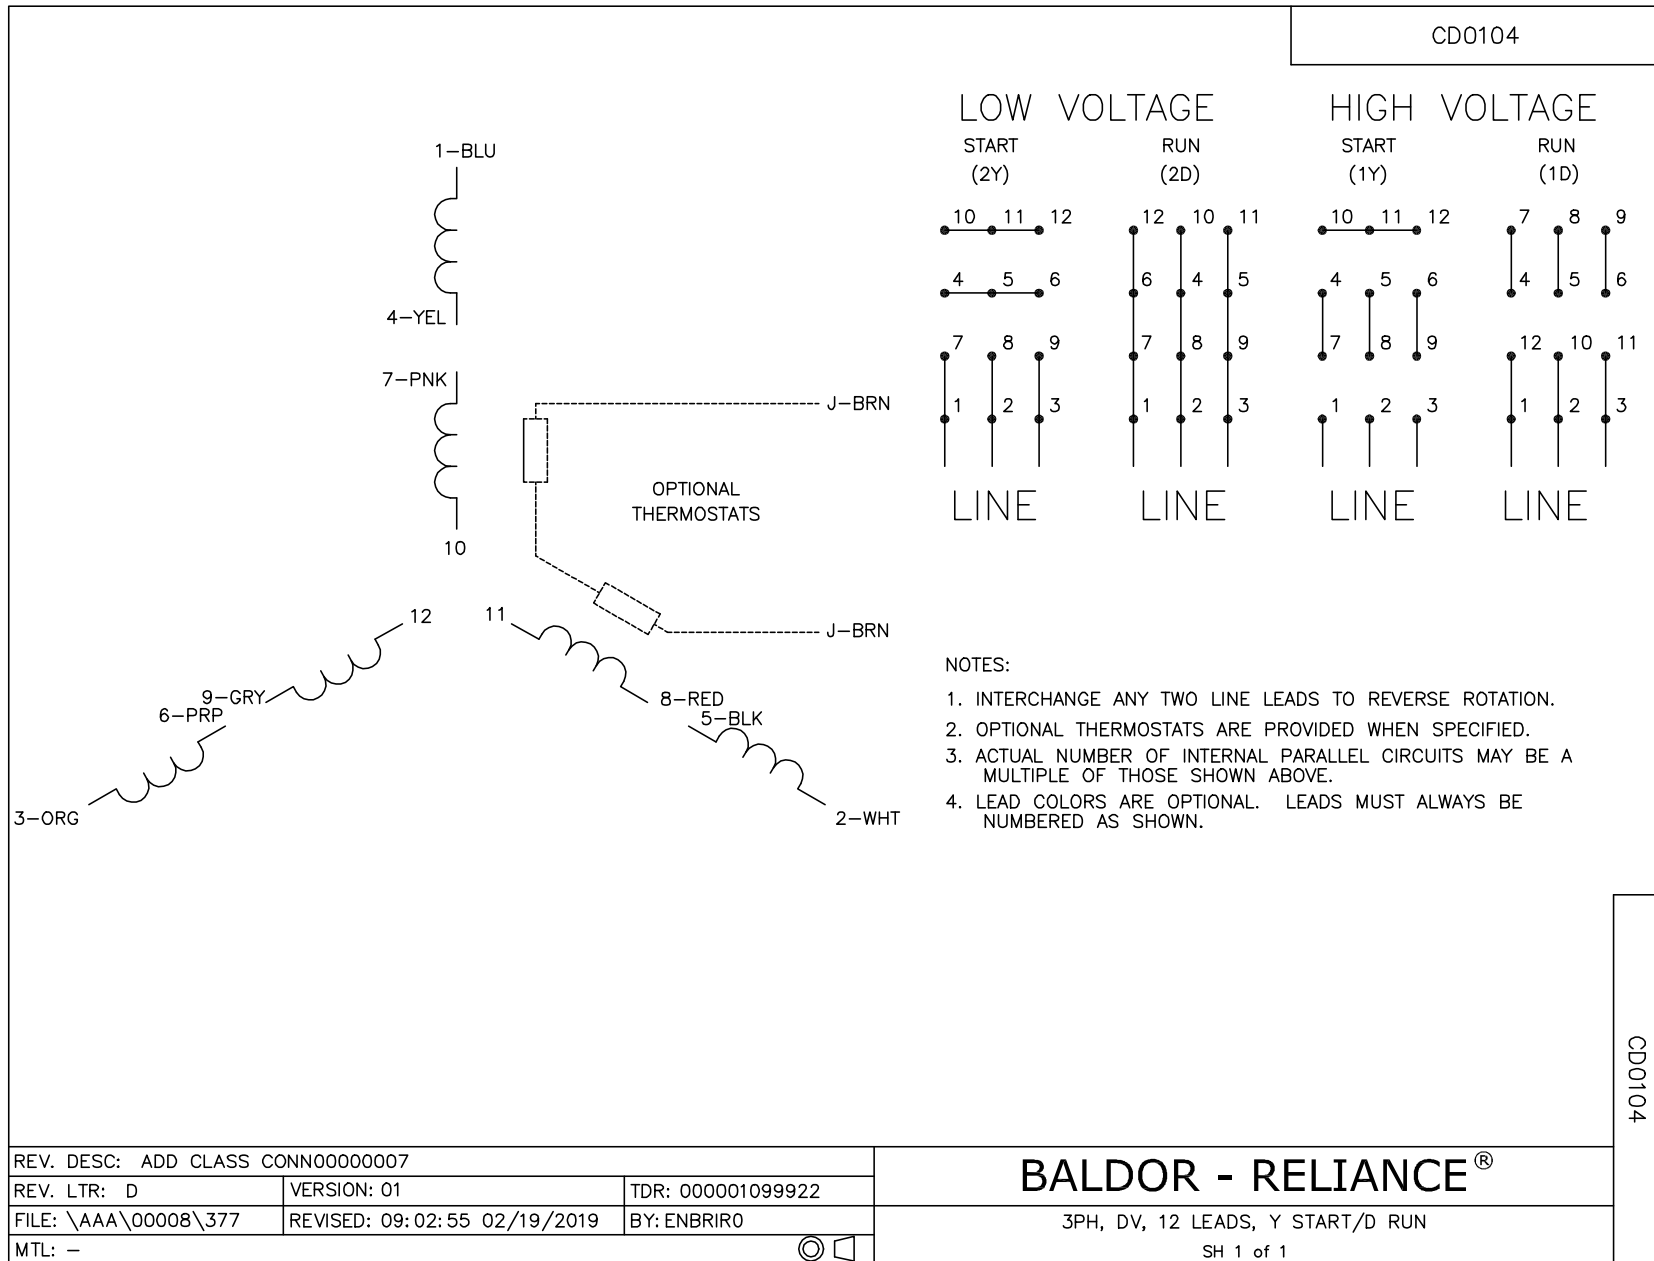 CD0104
LOW VOLTAGE HIGH VOLTAGE
START RUN START RUN
(2Y) (2D) (1Y) (1D)
10 11 12 12 10 11 10 11 12 7 8 9
4 5 6 6 4 5 4 5 6 4 5 6
7 8 9 7 8 9 7 8 9 12 10 11
1 2 3 1 2 3 1 2 3 1 2 3
LINE LINE LINE LINE
1-BLU
4-YEL
7-PNK
10
J-BRN
OPTIONAL
THERMOSTATS
J-BRN
12
11
9-GRY
6-PRP
3-ORG
8-RED
5-BLK
2-WHT
NOTES:
1. INTERCHANGE ANY TWO LINE LEADS TO REVERSE ROTATION.
2. OPTIONAL THERMOSTATS ARE PROVIDED WHEN SPECIFIED.
3. ACTUAL NUMBER OF INTERNAL PARALLEL CIRCUITS MAY BE A
MULTIPLE OF THOSE SHOWN ABOVE.
4. LEAD COLORS ARE OPTIONAL. LEADS MUST ALWAYS BE
NUMBERED AS SHOWN.
CD0104
REV. DESC: ADD CLASS CONN00000007
REV. LTR: D VERSION: 01 TDR: 000001099922
FILE: \AAA\00008\377 REVISED: 09:02:55 02/19/2019 BY: ENBRIR0
MTL: -
BALDOR - RELIANCE®
3PH, DV, 12 LEADS, Y START/D RUN
SH 1 of 1